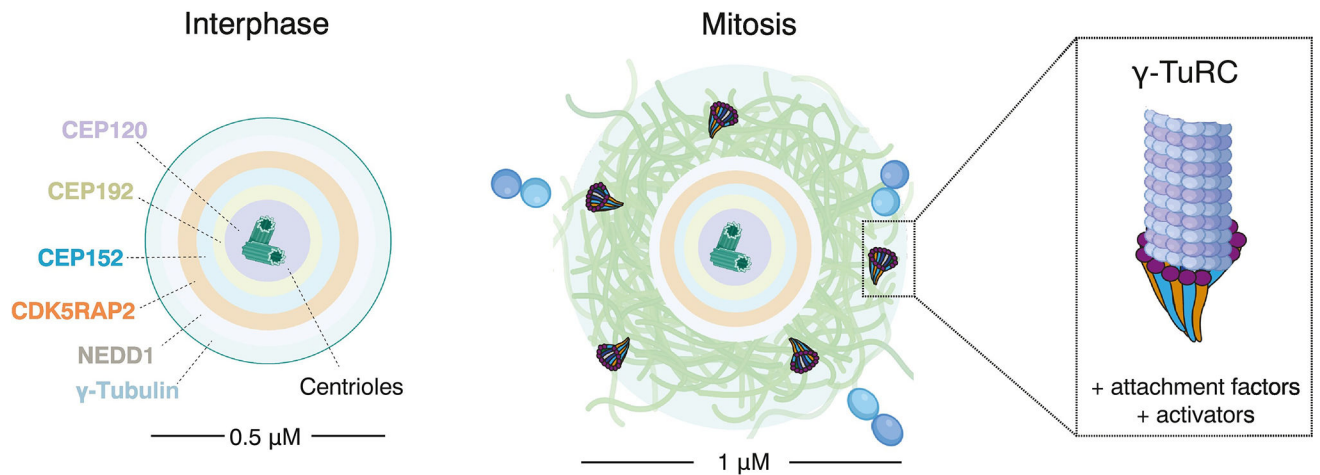 Interphase
Mitosis
γ-TuRC
CEP120
CEP192
CEP152
CDK5RAP2
NEDD1
γ-Tubulin
Centrioles
0.5 μM
1 μM
+ attachment factors
+ activators